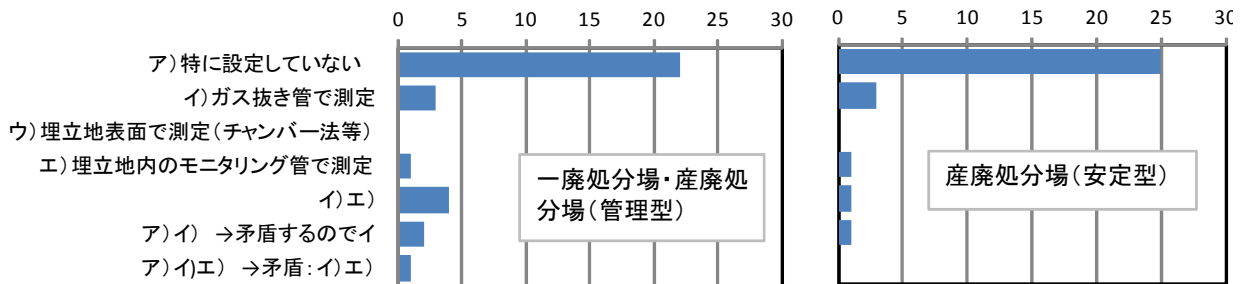 0 5 10 15 20 25 30
0 5 10 15 20 25 30
ア）特に設定していない
イ）ガス抜き管で測定
ウ）埋立地表面で測定（チャンバー法等）
エ）埋立地内のモニタリング管で測定
イ）エ）
ア）イ） →矛盾するのでイ
ア）イ）エ） →矛盾：イ）エ）
一廃処分場・産廃処
分場（管理型）
産廃処分場（安定型）